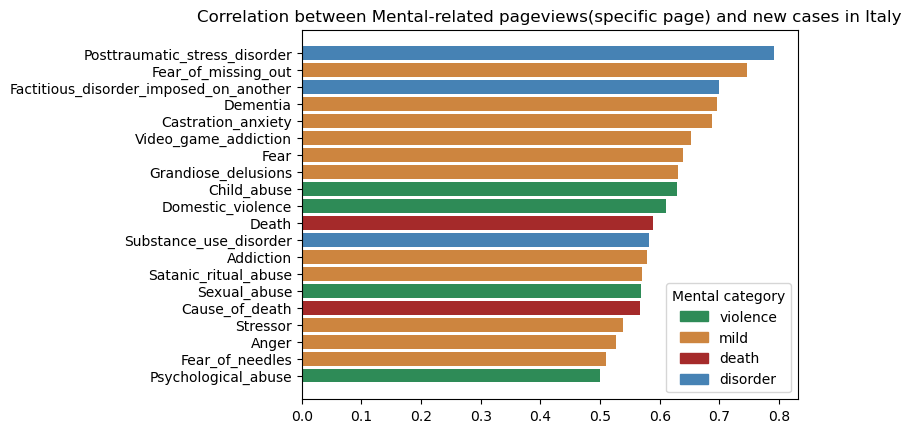 Correlation between Mental-related pageviews(specific page) and new cases in Italy
Posttraumatic_stress_disorder
Fear_of_missing_out
Factitious_disorder_imposed_on_another
Dementia
Castration_anxiety
Video_game_addiction
Fear
Grandiose_delusions
Child_abuse
Domestic_violence
Death
Substance_use_disorder
Addiction
Satanic_ritual_abuse
Sexual_abuse
Cause_of_death
Stressor
Anger
Fear_of_needles
Psychological_abuse
Mental category
violence
mild
death
disorder
0.0 0.1 0.2 0.3 0.4 0.5 0.6 0.7 0.8